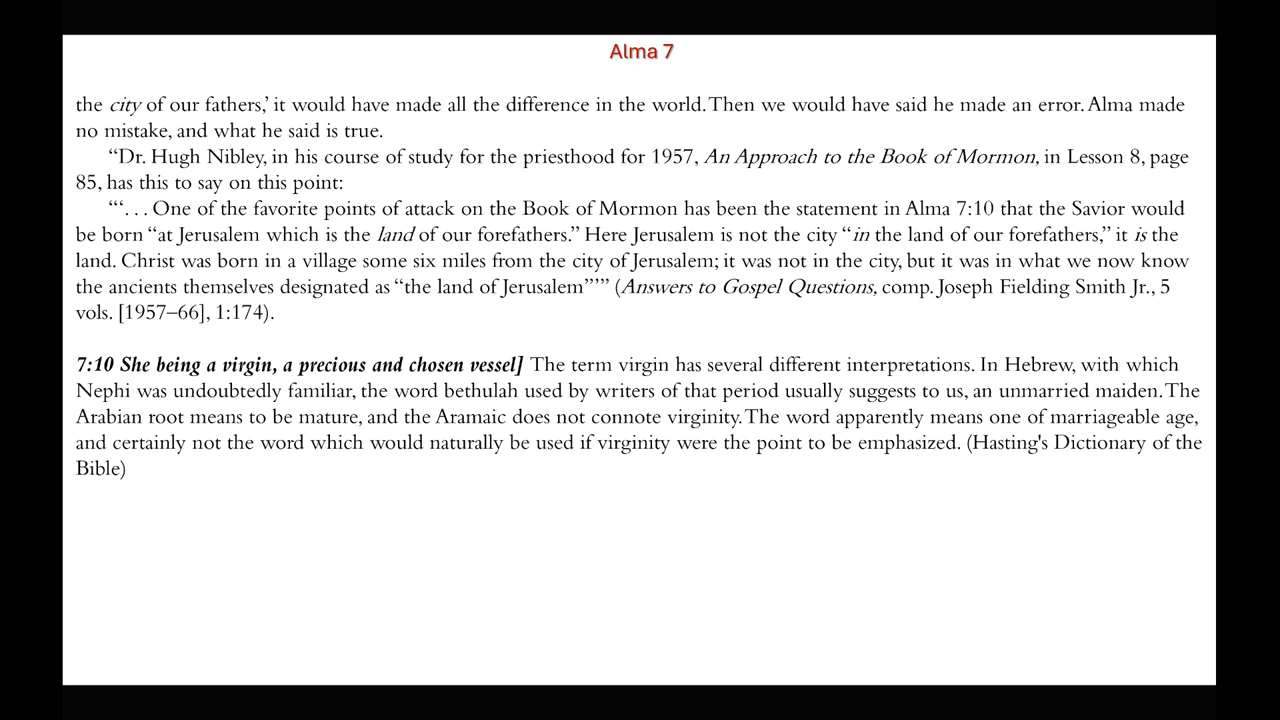 Alma 7
the city of our fathers,’ it would have made all the difference in the world. Then we would have said he made an error. Alma made
no mistake, and what he said is true.
“Dr. Hugh Nibley, in his course of study for the priesthood for 1957, An Approach to the Book of Mormon, in Lesson 8, page
85, has this to say on this point:
“‘. . . One of the favorite points of attack on the Book of Mormon has been the statement in Alma 7:10 that the Savior would
be born “at Jerusalem which is the land of our forefathers.” Here Jerusalem is not the city “in the land of our forefathers,” it is the
land. Christ was born in a village some six miles from the city of Jerusalem; it was not in the city, but it was in what we now know
the ancients themselves designated as “the land of Jerusalem”’” (Answers to Gospel Questions, comp. Joseph Fielding Smith Jr., 5
vols. [1957–66], 1:174).
7:10 She being a virgin, a precious and chosen vessel] The term virgin has several different interpretations. In Hebrew, with which
Nephi was undoubtedly familiar, the word bethulah used by writers of that period usually suggests to us, an unmarried maiden. The
Arabian root means to be mature, and the Aramaic does not connote virginity. The word apparently means one of marriageable age,
and certainly not the word which would naturally be used if virginity were the point to be emphasized. (Hasting's Dictionary of the
Bible)